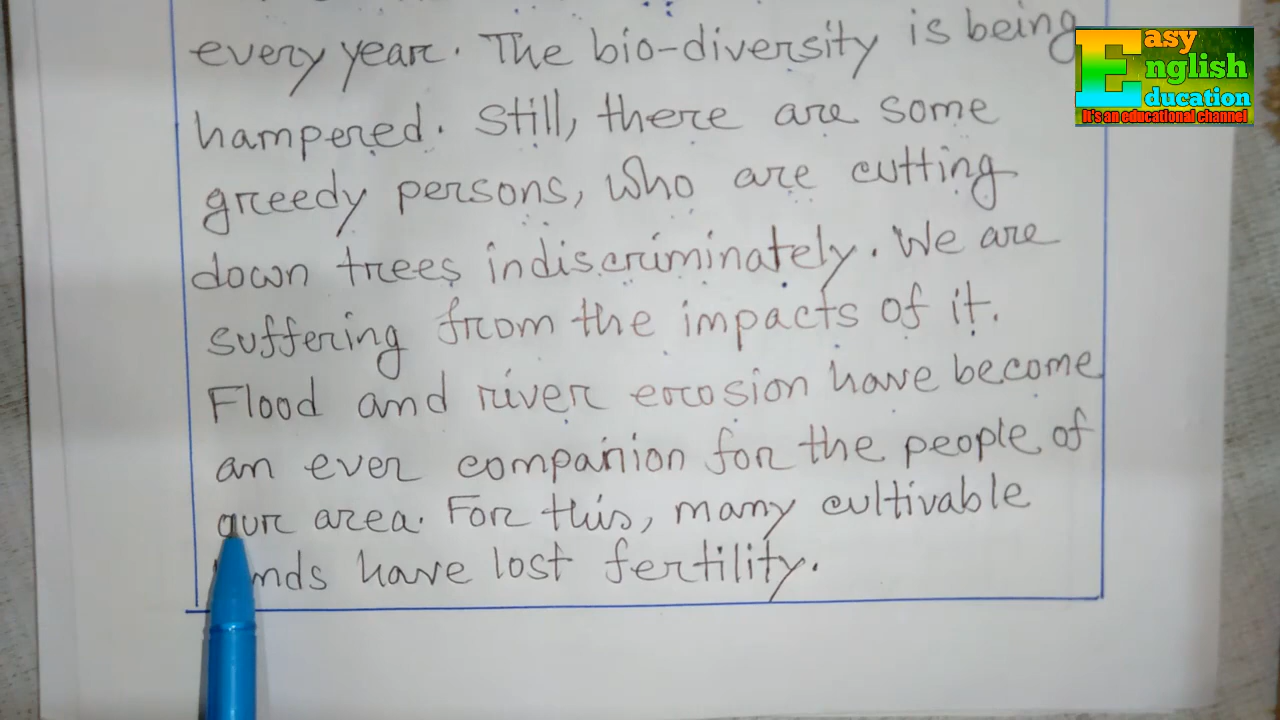 every year. The bio-diversity is being
hampered. Still, there are some
greedy persons, who are cutting
down trees indiscriminately. We are
suffering from the impacts of it.
Flood and river erosion have become
an ever companion for the people of
our area. For this, many cultivable
lands have lost fertility.
Easy
English
Education
It's an educational channel